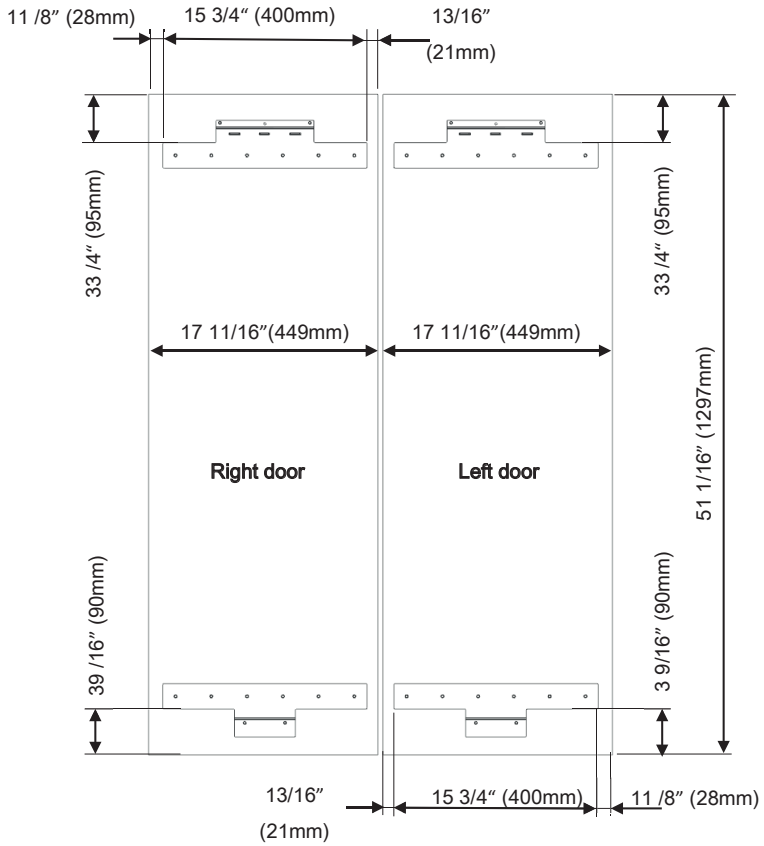 11 /8″ (28mm)
15 3/4“ (400mm)
13/16″
(21mm)
33 /4“ (95mm)
33 /4“ (95mm)
17 11/16″(449mm)
17 11/16″(449mm)
51 1/16″ (1297mm)
Right door
Left door
39 /16″ (90mm)
3 9/16″ (90mm)
13/16″
(21mm)
15 3/4“ (400mm)
11 /8″ (28mm)